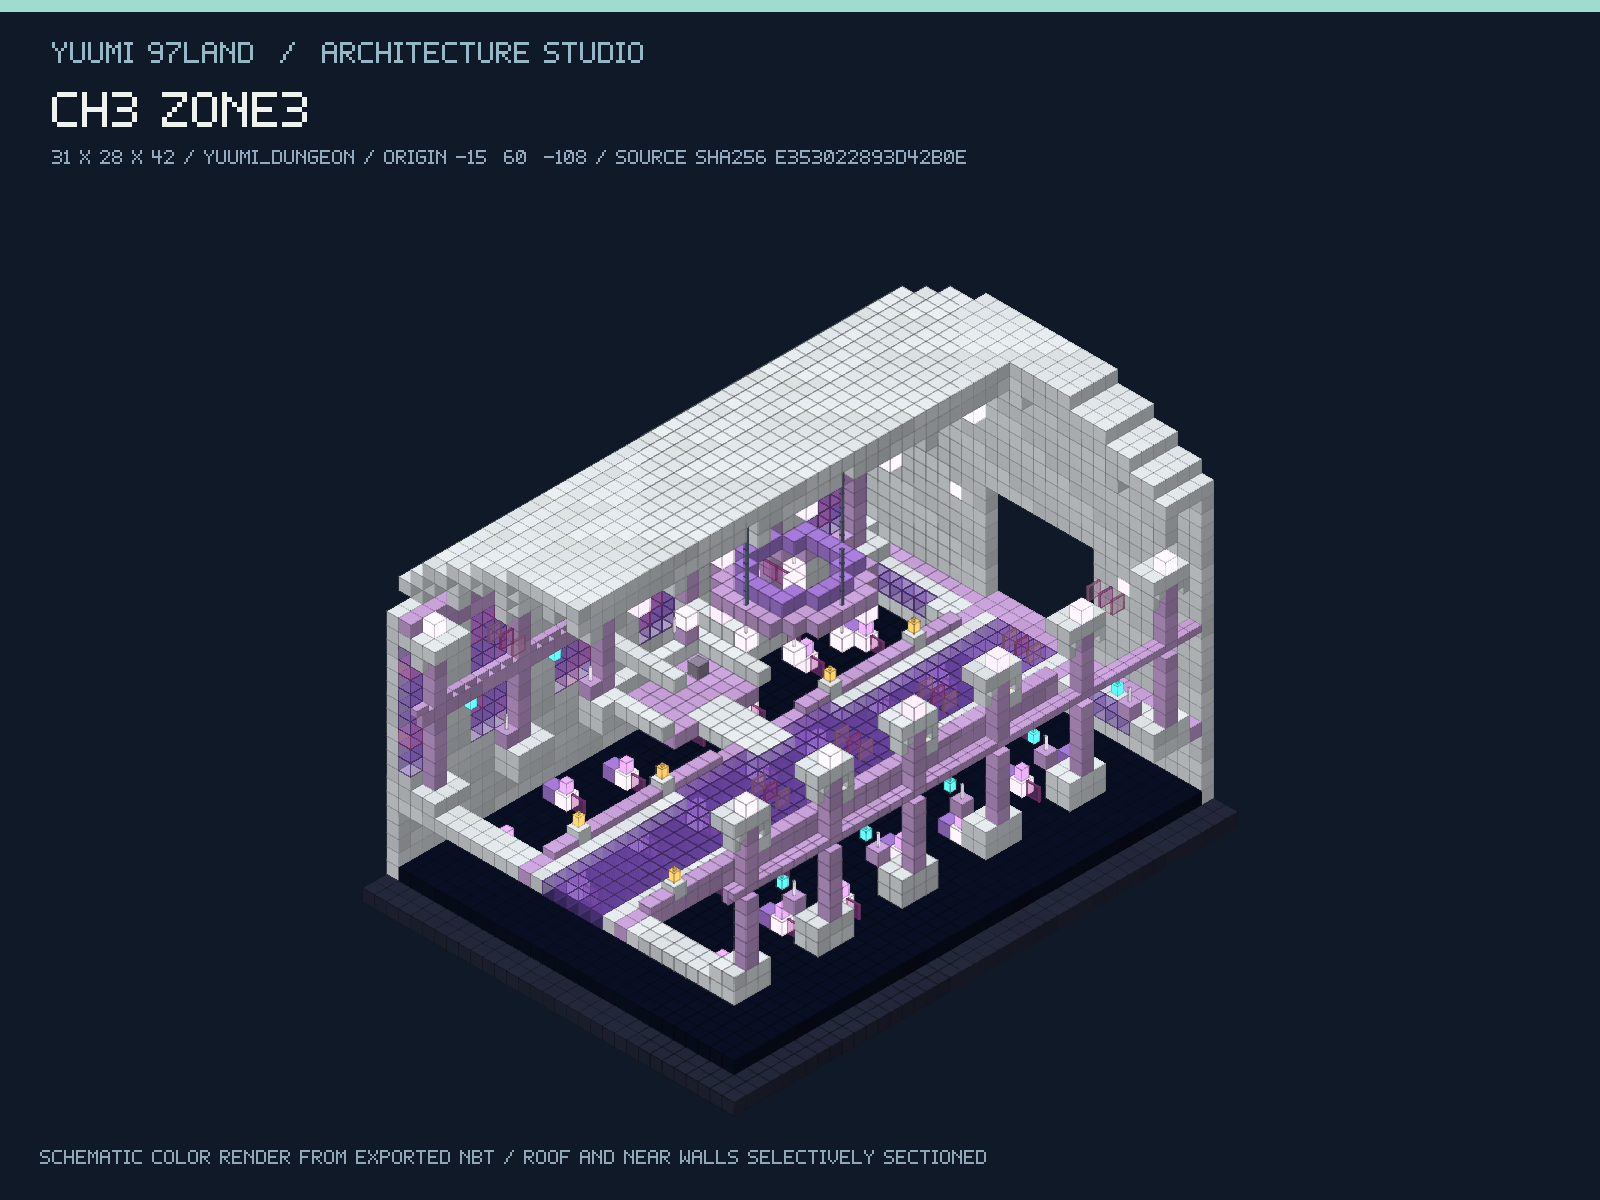 YUUMI 97LAND / ARCHITECTURE STUDIO
CH3 ZONE3
31 X 28 X 42 / YUUMI_DUNGEON / ORIGIN -15 60 -108 / SOURCE SHA256 E353022893D42B0E
SCHEMATIC COLOR RENDER FROM EXPORTED NBT / ROOF AND NEAR WALLS SELECTIVELY SECTIONED